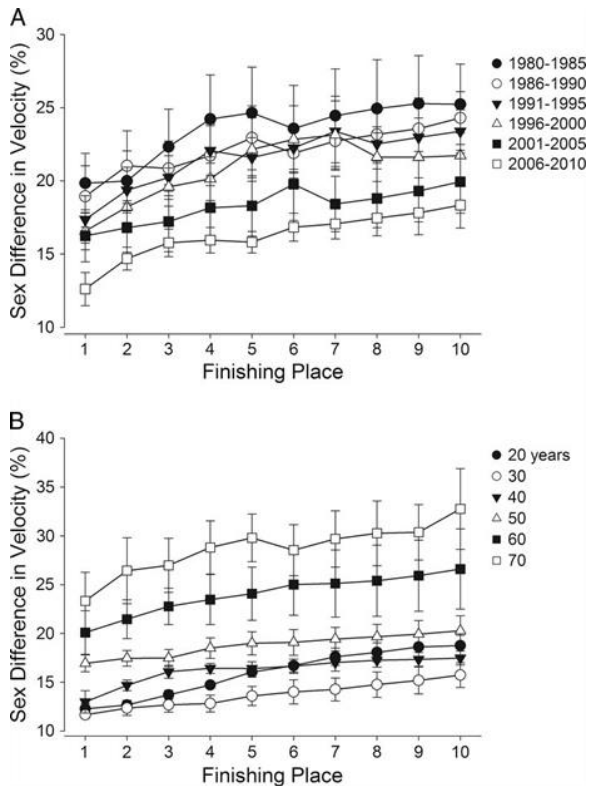 A
30
25
20
15
10
Sex Difference in Velocity (%)
1 2 3 4 5 6 7 8 9 10
Finishing Place
1980-1985
1986-1990
1991-1995
1996-2000
2001-2005
2006-2010
B
40
35
30
25
20
15
10
Sex Difference in Velocity (%)
1 2 3 4 5 6 7 8 9 10
Finishing Place
20 years
30
40
50
60
70